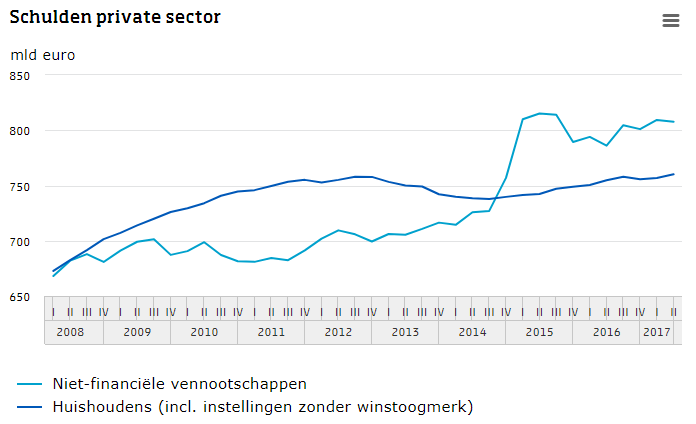 Schulden private sector
mld euro
850
800
750
700
650
I II III IV I II III IV I II III IV I II III IV I II III IV I II III IV I II III IV I II III IV I II III IV I II
2008 2009 2010 2011 2012 2013 2014 2015 2016 2017
Niet-financiële vennootschappen
Huishoudens (incl. instellingen zonder winstoogmerk)